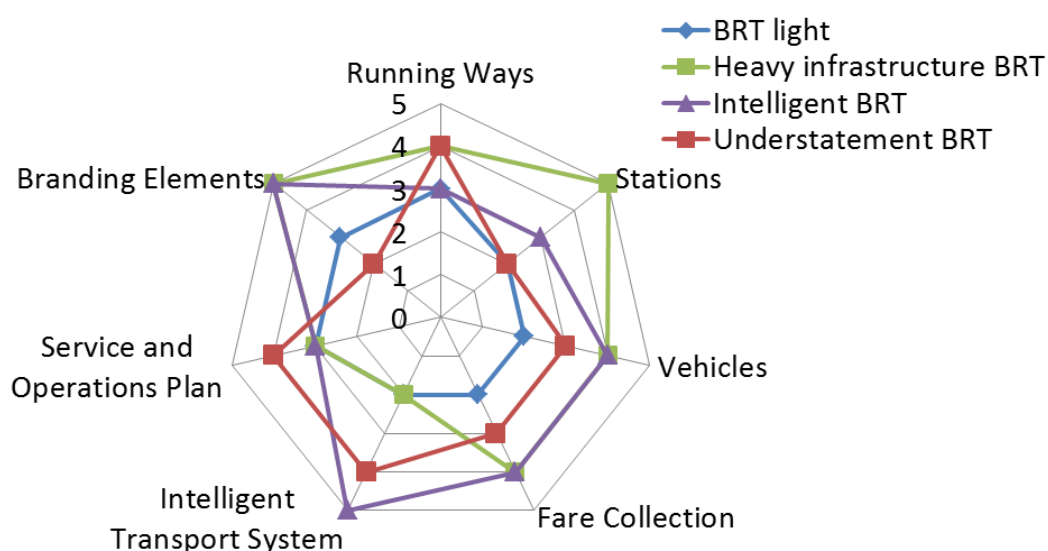 BRT light
Heavy infrastructure BRT
Intelligent BRT
Understatement BRT
Running Ways
5
4
3
2
1
0
Branding Elements
Stations
Service and
Operations Plan
Vehicles
Intelligent
Transport System
Fare Collection